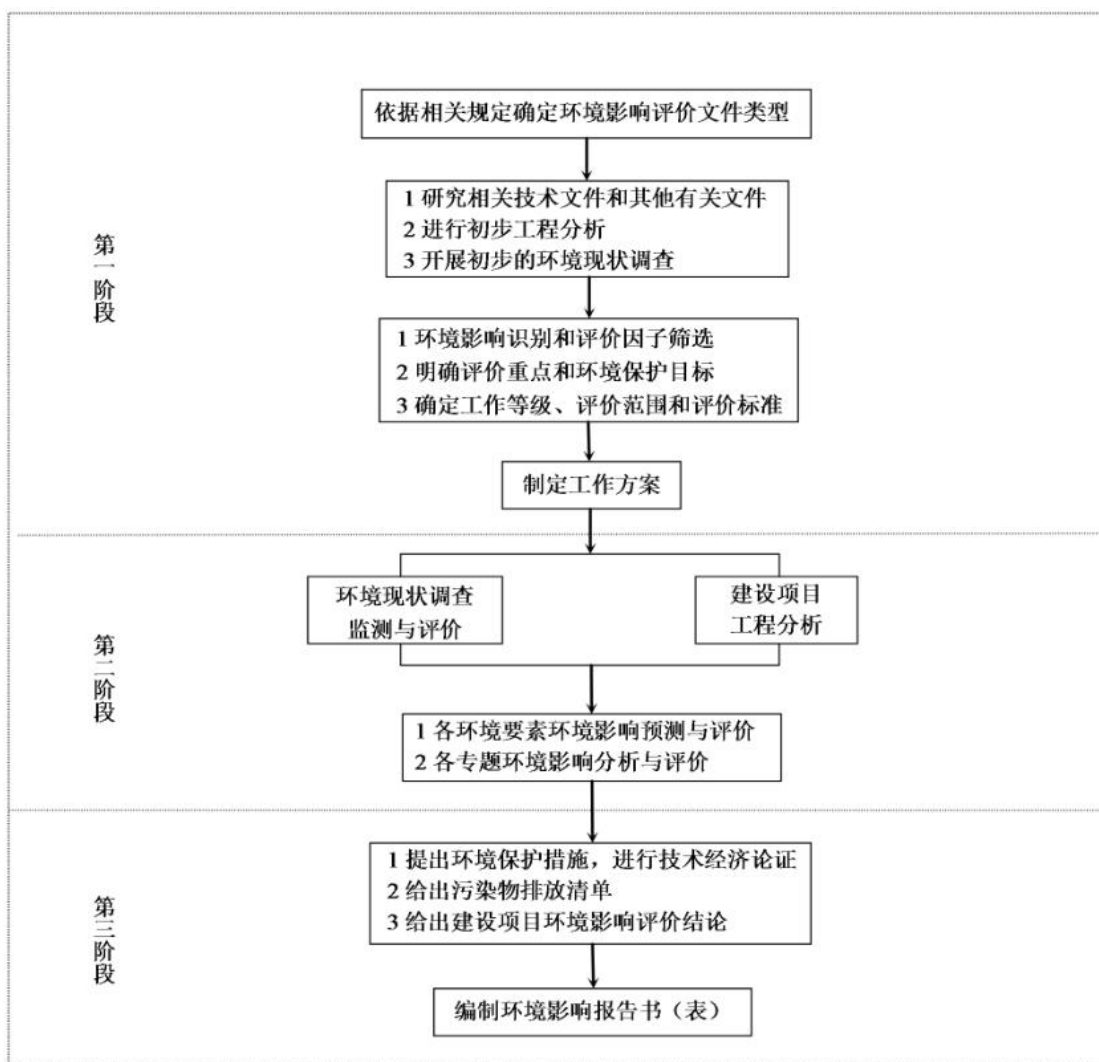 依据相关规定确定环境影响评价文件类型
1 研究相关技术文件和其他有关文件
2 进行初步工程分析
3 开展初步的环境现状调查
第一阶段
1 环境影响识别和评价因子筛选
2 明确评价重点和环境保护目标
3 确定工作等级、评价范围和评价标准
制定工作方案
环境现状调查
监测与评价
建设项目
工程分析
第二阶段
1 各环境要素环境影响预测与评价
2 各专题环境影响分析与评价
1 提出环境保护措施，进行技术经济论证
2 给出污染物排放清单
3 给出建设项目环境影响评价结论
第三阶段
编制环境影响报告书（表）